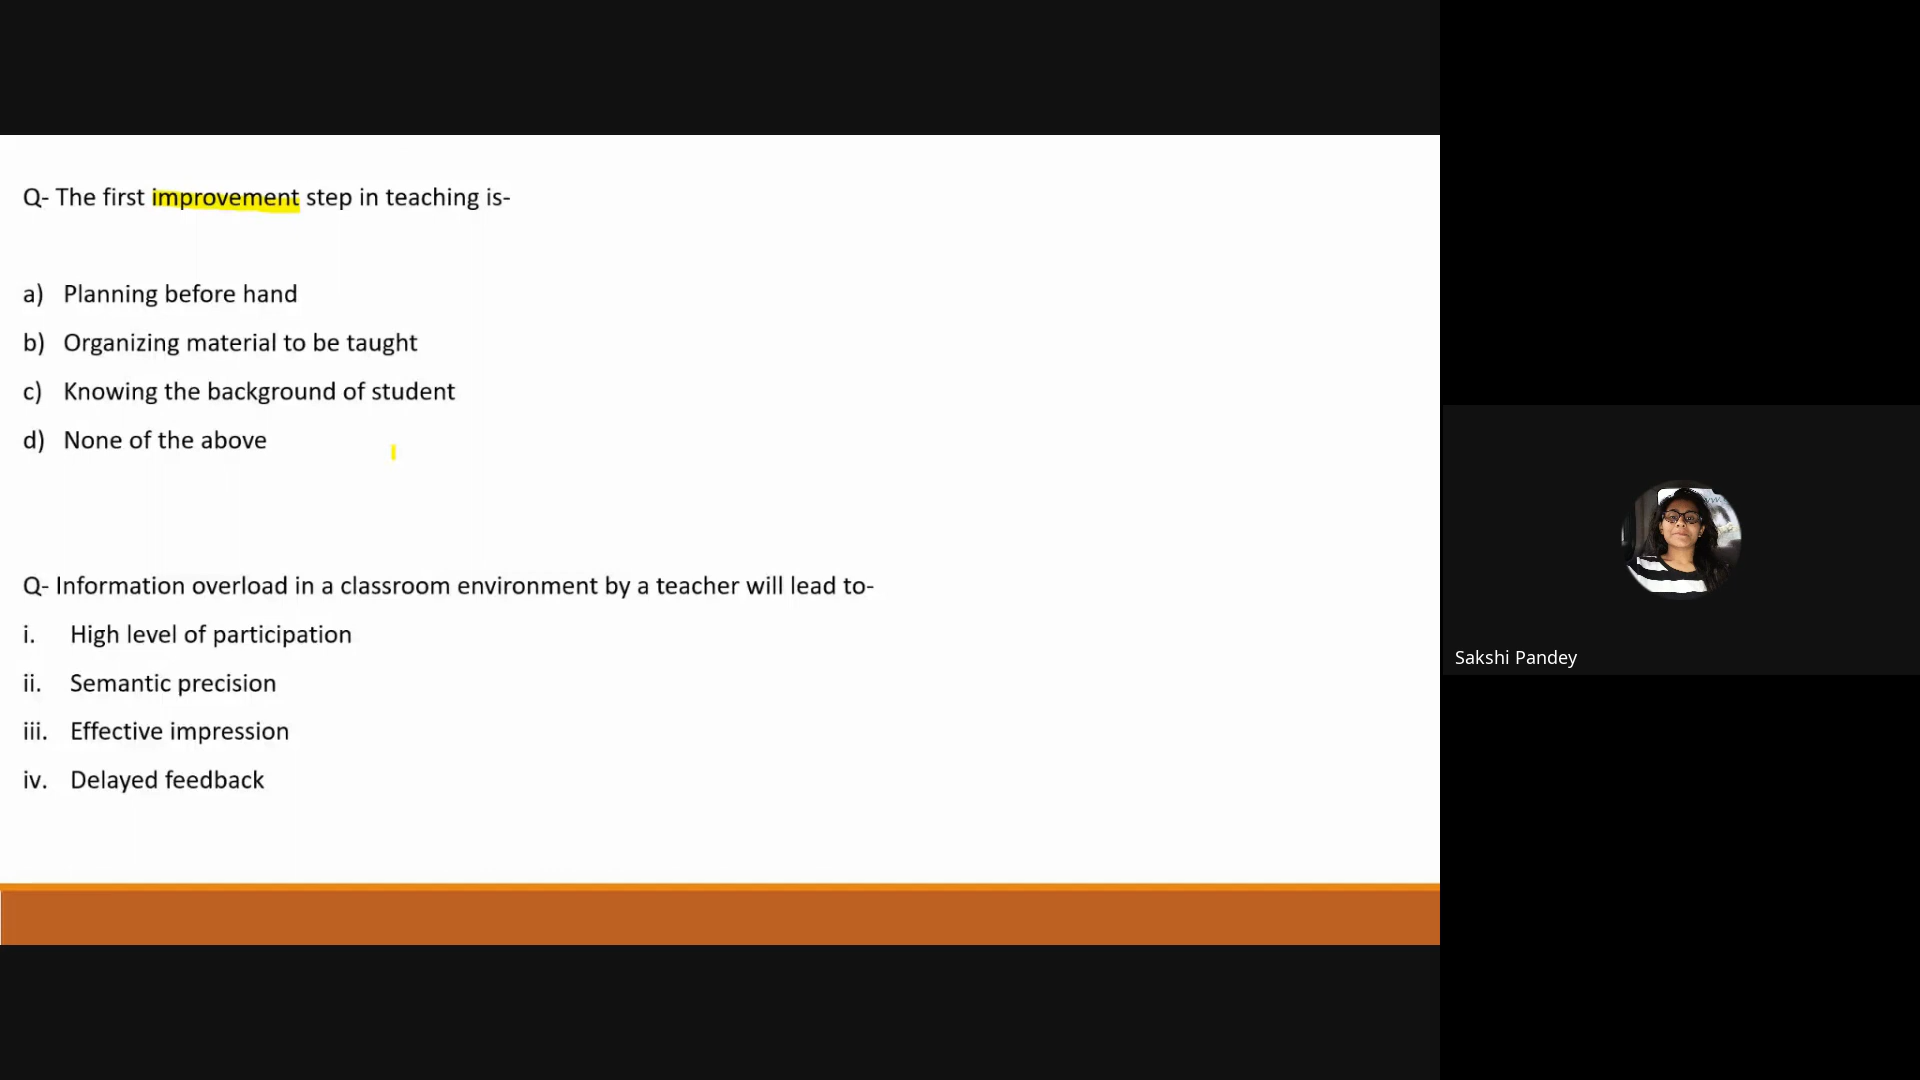 Q- The first improvement step in teaching is-
a) Planning before hand
b) Organizing material to be taught
c) Knowing the background of student
d) None of the above
Q- Information overload in a classroom environment by a teacher will lead to-
i. High level of participation
ii. Semantic precision
iii. Effective impression
iv. Delayed feedback
Sakshi Pandey